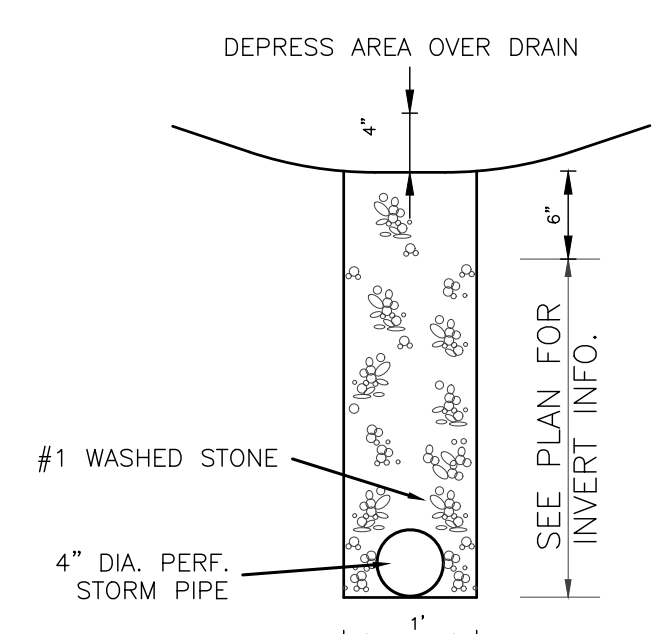 DEPRESS AREA OVER DRAIN
4"
6"
SEE PLAN FOR
INVERT INFO.
#1 WASHED STONE
4" DIA. PERF.
STORM PIPE
1'